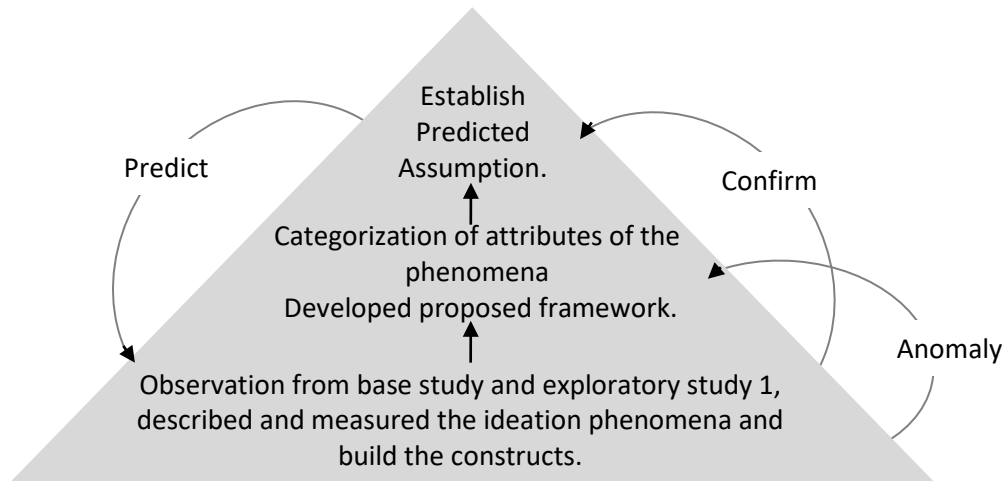 Establish
Predicted
Assumption.
Predict
Confirm
Categorization of attributes of the
phenomena
Developed proposed framework.
Anomaly
Observation from base study and exploratory study 1,
described and measured the ideation phenomena and
build the constructs.